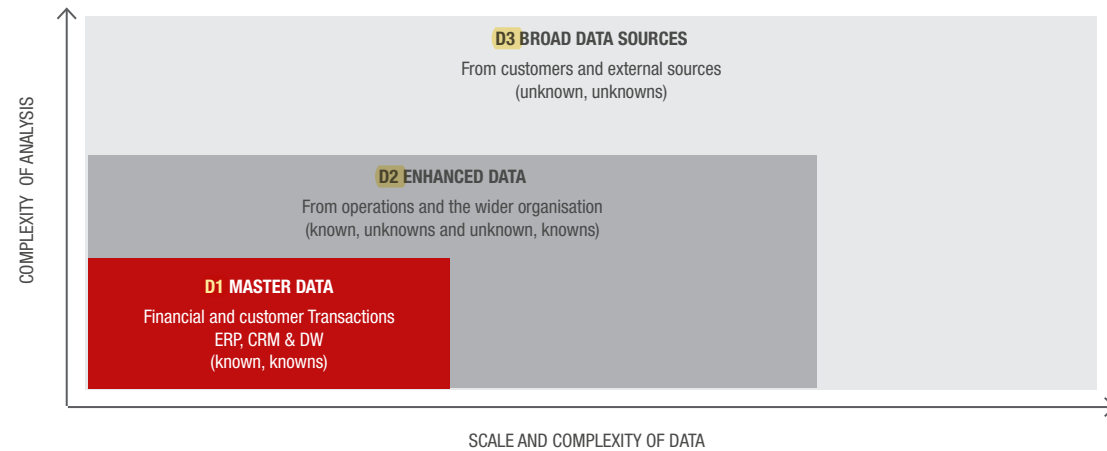 D3 BROAD DATA SOURCES
From customers and external sources
(unknown, unknowns)
COMPLEXITY OF ANALYSIS
D2 ENHANCED DATA
From operations and the wider organisation
(known, unknowns and unknown, knowns)
D1 MASTER DATA
Financial and customer Transactions
ERP, CRM & DW
(known, knowns)
SCALE AND COMPLEXITY OF DATA